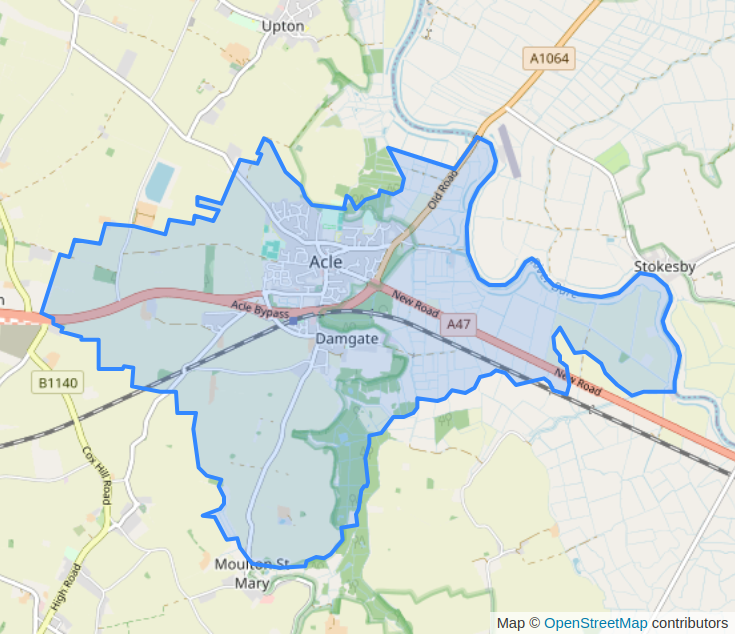 Upton
A1064
Old Road
Stokesby
Acle
New Road
Acle Bypass
A47
Damgate
New Road
B1140
Cox Hill Road
Moulton St
Mary
High Road
Map © OpenStreetMap contributors